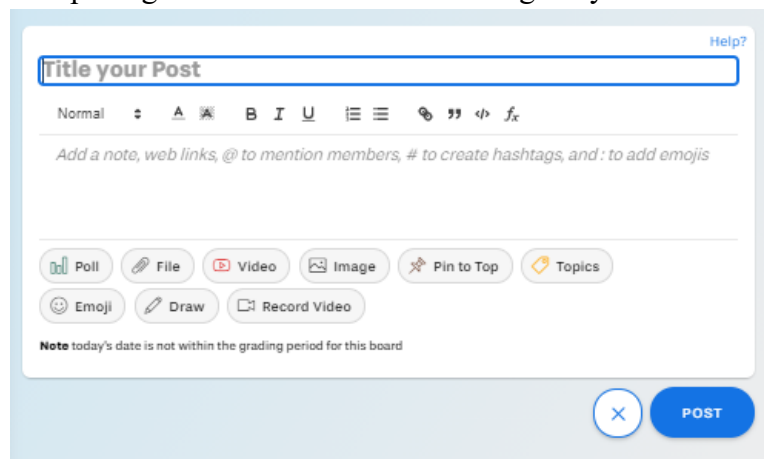 Help?
Title your Post
Normal A A B I U fx
Add a note, web links, @ to mention members, # to create hashtags, and : to add emojis
Poll File Video Image Pin to Top Topics
Emoji Draw Record Video
Note today's date is not within the grading period for this board
POST